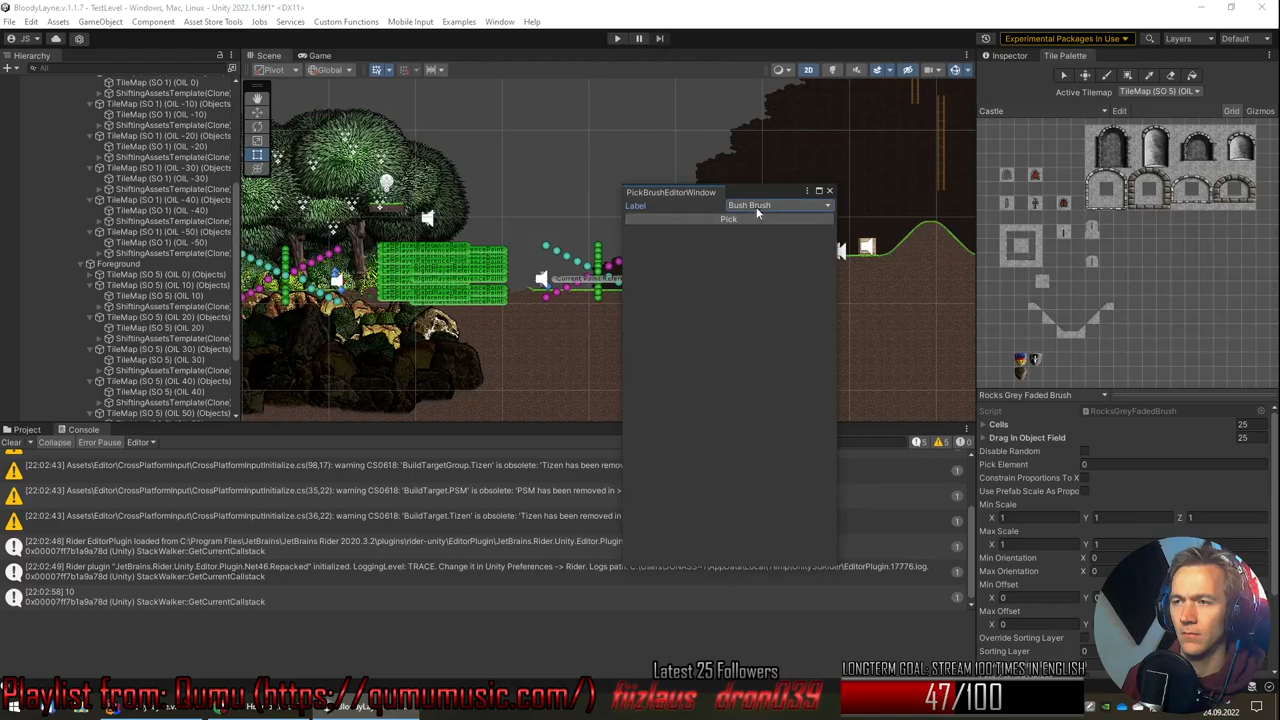 BloodyLayne.v.1.1.7 - TestLevel - Windows, Mac, Linux - Unity 2022.1.16f1* <DX11>
File Edit Assets GameObject Component Asset Store Tools Jobs Services Custom Functions Mobile Input Examples Window Help
JS Experimental Packages In Use Layers Default
Hierarchy
All
TileMap (SO 1) (OIL 0)
ShiftingAssetsTemplate(Clone)
TileMap (SO 1) (OIL -10) (Objects
TileMap (SO 1) (OIL -10)
ShiftingAssetsTemplate(Clone)
TileMap (SO 1) (OIL -20) (Objects
TileMap (SO 1) (OIL -20)
ShiftingAssetsTemplate(Clone)
TileMap (SO 1) (OIL -30) (Objects
TileMap (SO 1) (OIL -30)
ShiftingAssetsTemplate(Clone)
TileMap (SO 1) (OIL -40) (Objects
TileMap (SO 1) (OIL -40)
ShiftingAssetsTemplate(Clone)
TileMap (SO 1) (OIL -50) (Objects
TileMap (SO 1) (OIL -50)
ShiftingAssetsTemplate(Clone)
Foreground
TileMap (SO 5) (OIL 0) (Objects)
TileMap (SO 5) (OIL 10) (Objects
TileMap (SO 5) (OIL 10)
ShiftingAssetsTemplate(Clone)
TileMap (SO 5) (OIL 20) (Objects
TileMap (SO 5) (OIL 20)
ShiftingAssetsTemplate(Clone)
TileMap (SO 5) (OIL 30) (Objects
TileMap (SO 5) (OIL 30)
ShiftingAssetsTemplate(Clone)
TileMap (SO 5) (OIL 40) (Objects
TileMap (SO 5) (OIL 40)
ShiftingAssetsTemplate(Clone)
TileMap (SO 5) (OIL 50) (Objects
Scene Game
Pivot Global 2D
RightPlayerReferencePoint
PickBrushEditorWindow
Label Bush Brush
Pick
Inspector Tile Palette
Active Tilemap TileMap (SO 5) (OIL
Castle Edit Grid Gizmos
Rocks Grey Faded Brush
Script RocksGreyFadedBrush
Cells 25
Drag In Object Field 25
Disable Random
Pick Element 0
Constrain Proportions To X
Use Prefab Scale As Propo
Min Scale
X 1 Y 1 Z 1
Max Scale
X 1 Y 1
Min Orientation X 0
Max Orientation X 0
Min Offset
X 0 Y
Max Offset
X 0 Y
Override Sorting Layer
Sorting Layer 0
Project Console
Clear Collapse Error Pause Editor 5 5 0
[22:02:43] Assets\Editor\CrossPlatformInput\CrossPlatformInputInitialize.cs(98,17): warning CS0618: 'BuildTargetGroup.Tizen' is obsolete: 'Tizen has been remov 1
[22:02:43] Assets\Editor\CrossPlatformInput\CrossPlatformInputInitialize.cs(35,22): warning CS0618: 'BuildTarget.PSM' is obsolete: 'PSM has been removed in > 1
[22:02:43] Assets\Editor\CrossPlatformInput\CrossPlatformInputInitialize.cs(36,22): warning CS0618: 'BuildTarget.Tizen' is obsolete: 'Tizen has been removed in 1
[22:02:48] Rider EditorPlugin loaded from C:\Program Files\JetBrains\JetBrains Rider 2020.3.2\plugins\rider-unity\EditorPlugin\JetBrains.Rider.Unity.Editor.Plugin. 1
0x00007ff7b1a9a78d (Unity) StackWalker::GetCurrentCallstack
[22:02:49] Rider plugin "JetBrains.Rider.Unity.Editor.Plugin.Net46.Repacked" initialized. LoggingLevel: TRACE. Change it in Unity Preferences -> Rider. Logs path: 1
0x00007ff7b1a9a78d (Unity) StackWalker::GetCurrentCallstack
[22:02:58] 10 1
0x00007ff7b1a9a78d (Unity) StackWalker::GetCurrentCallstack
Playlist from: Qumu(https://qumumusic.com/)
Latest 25 Followers
fizlaus dron039
LONGTERM GOAL: STREAM 100 TIMES IN ENGLISH
47/100
24.09.2022